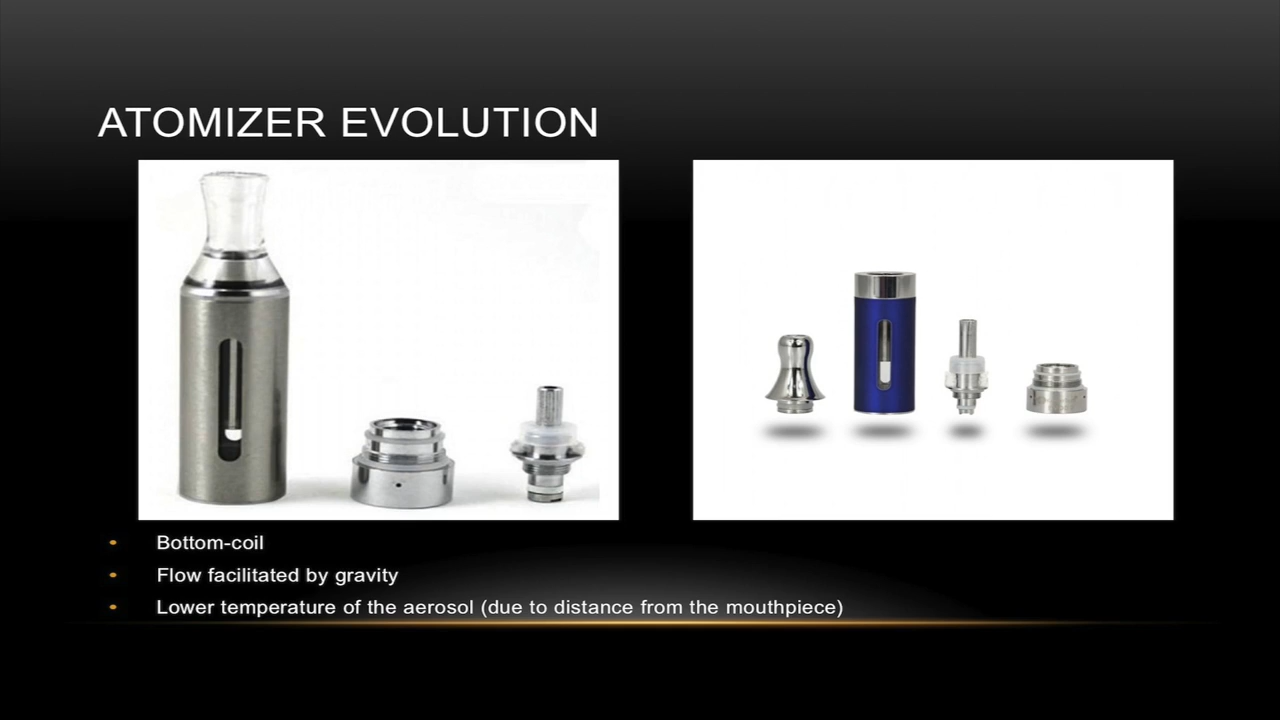 ATOMIZER EVOLUTION
Bottom-coil
Flow facilitated by gravity
Lower temperature of the aerosol (due to distance from the mouthpiece)